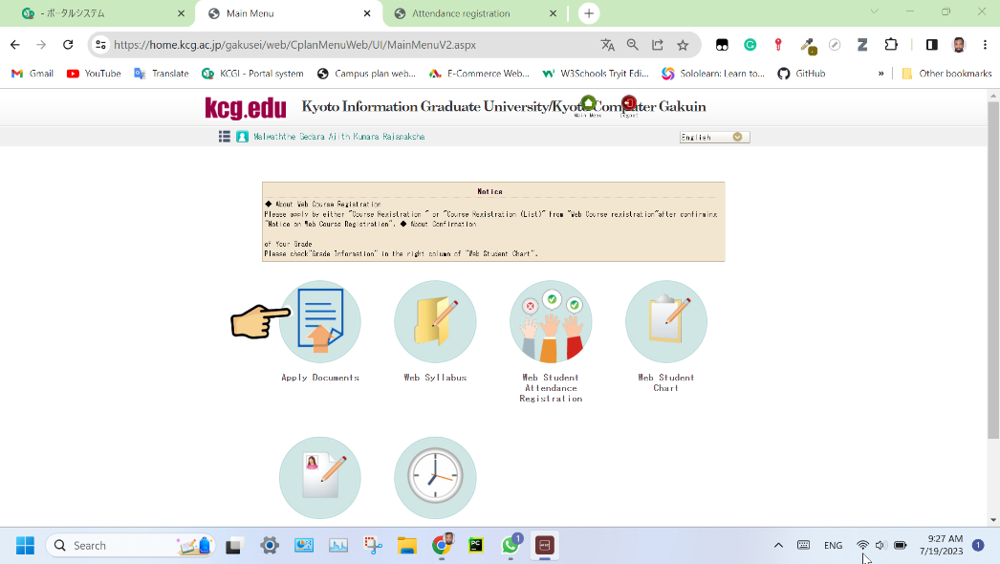 - ポータルシステム
Main Menu
Attendance registration
https://home.kcg.ac.jp/gakusei/web/CplanMenuWeb/UI/MainMenuV2.aspx
Gmail
YouTube
Translate
KCGI - Portal system
Campus plan web...
E-Commerce Web...
W3Schools Tryit Edi...
Sololearn: Learn to...
GitHub
»
Other bookmarks
kcg.edu
Kyoto Information Graduate University/Kyoto Computer Gakuin
Main Menu
Logout
Malwaththe Gedara Ajith Kumara Rajapaksha
English
Notice
◆ About Web Course Registration
Please apply by either "Course Registration " or "Course Registration (List)" from "Web Course registration"after confirming
"Notice on Web Course Registration". ◆ About Confirmation
of Your Grade
Please check"Grade Information" in the right column of "Web Student Chart".
Apply Documents
Web Syllabus
Web Student
Attendance
Registration
Web Student
Chart
Search
PC
1
ENG
9:27 AM
7/19/2023
1